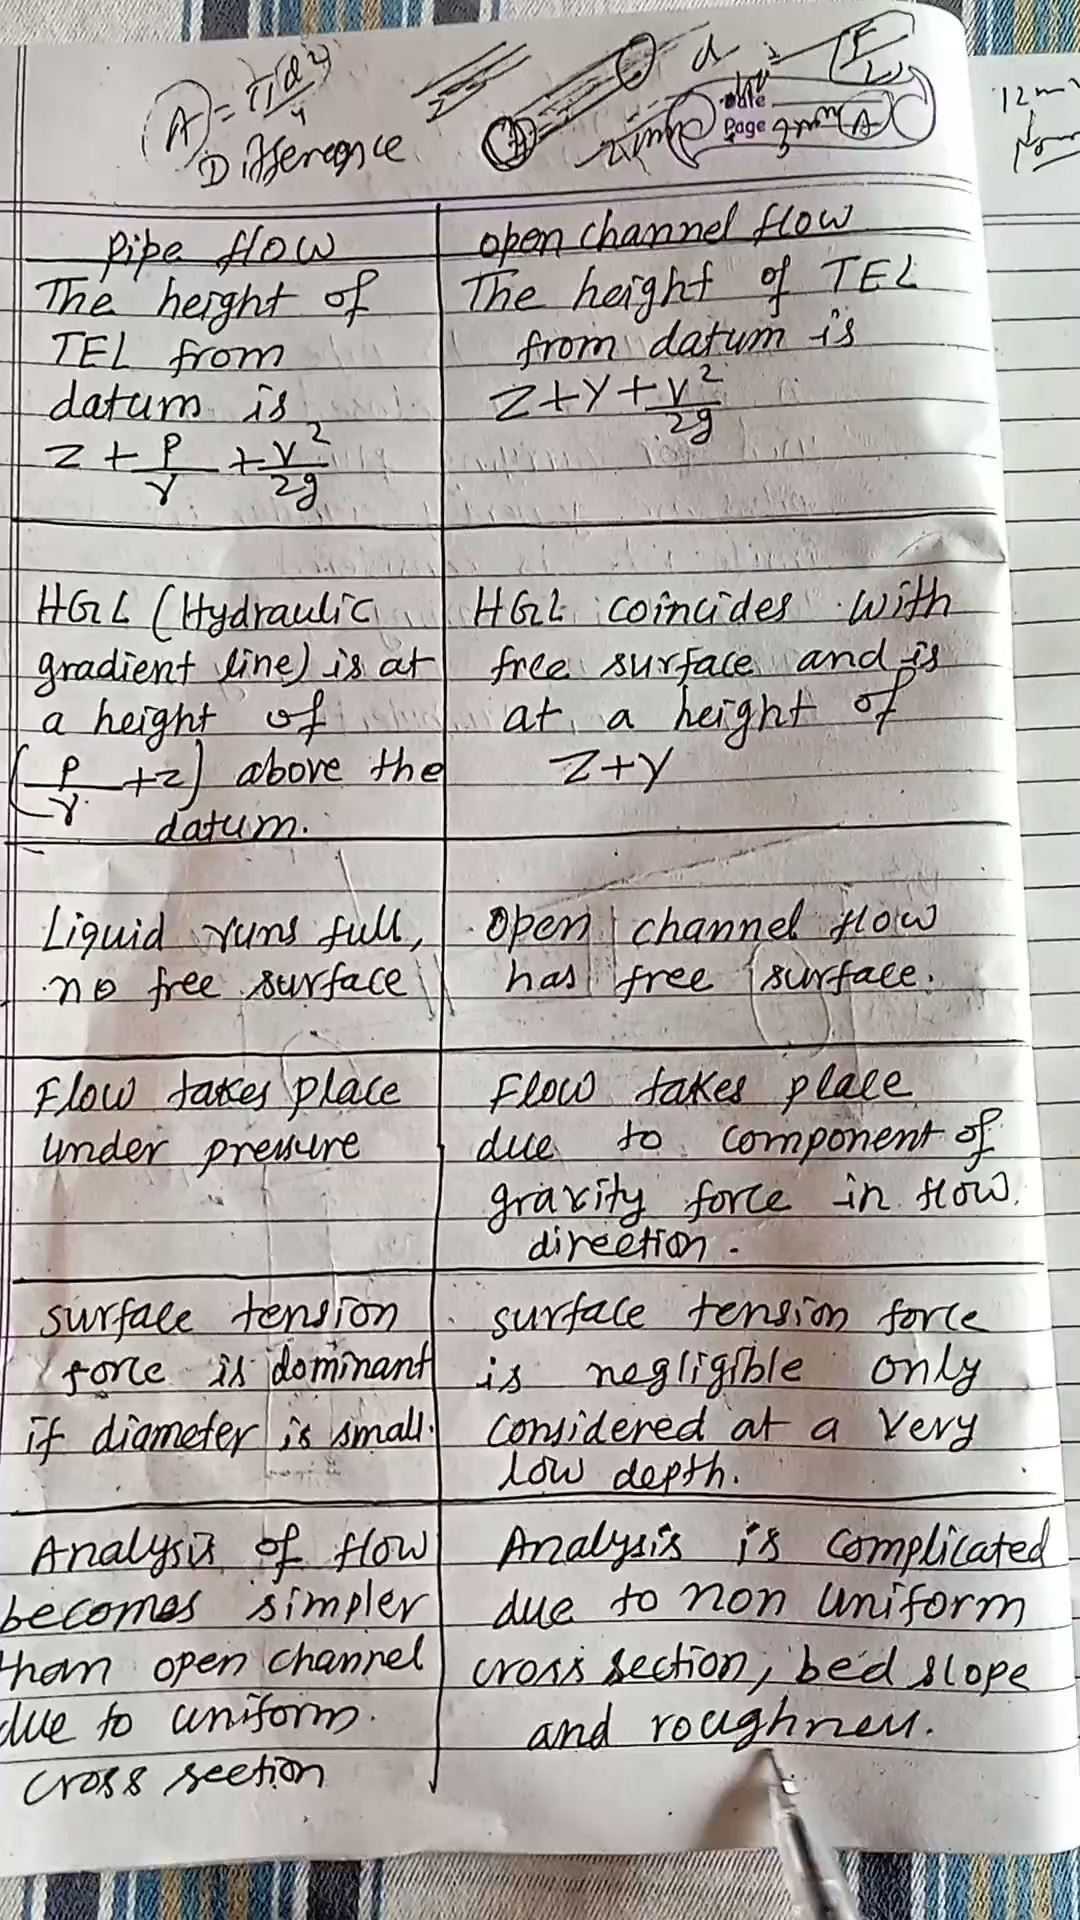 A = π(d²)/4
Difference
Date
Page 3mm A
12m
pipe flow
The height of
TEL from
datum is
z + P/γ + v²/2g
open channel flow
The height of TEL
from datum is
Z+Y+v²/2g
HGL (Hydraulic
gradient line) is at
a height of
(P/γ +z) above the
datum.
HGL coincides with
free surface and is
at a height of
Z+Y
Liquid runs full,
no free surface
open channel flow
has free surface.
Flow takes place
under pressure
Flow takes place
due to component of
gravity force in flow
direction.
surface tension
force is dominant
if diameter is small.
surface tension force
is negligible only
considered at a very
low depth.
Analysis of flow
becomes simpler
than open channel
due to uniform.
cross section
Analysis is complicated
due to non uniform
cross section, bed slope
and roughness.